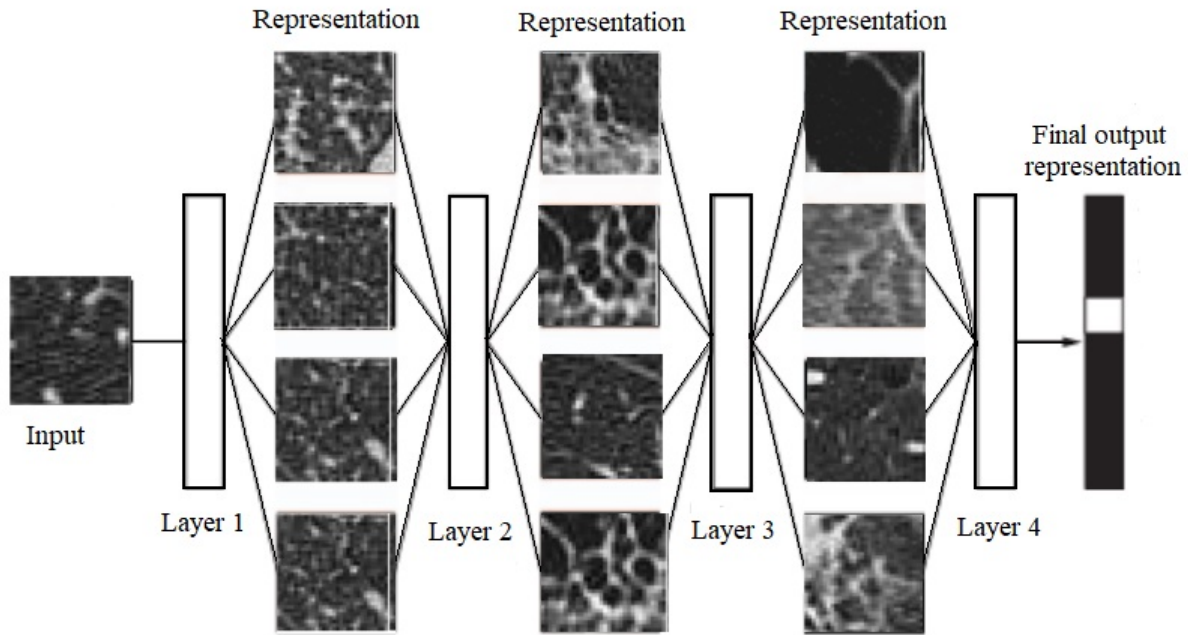 Representation
Representation
Representation
Final output
representation
Input
Layer 1
Layer 2
Layer 3
Layer 4